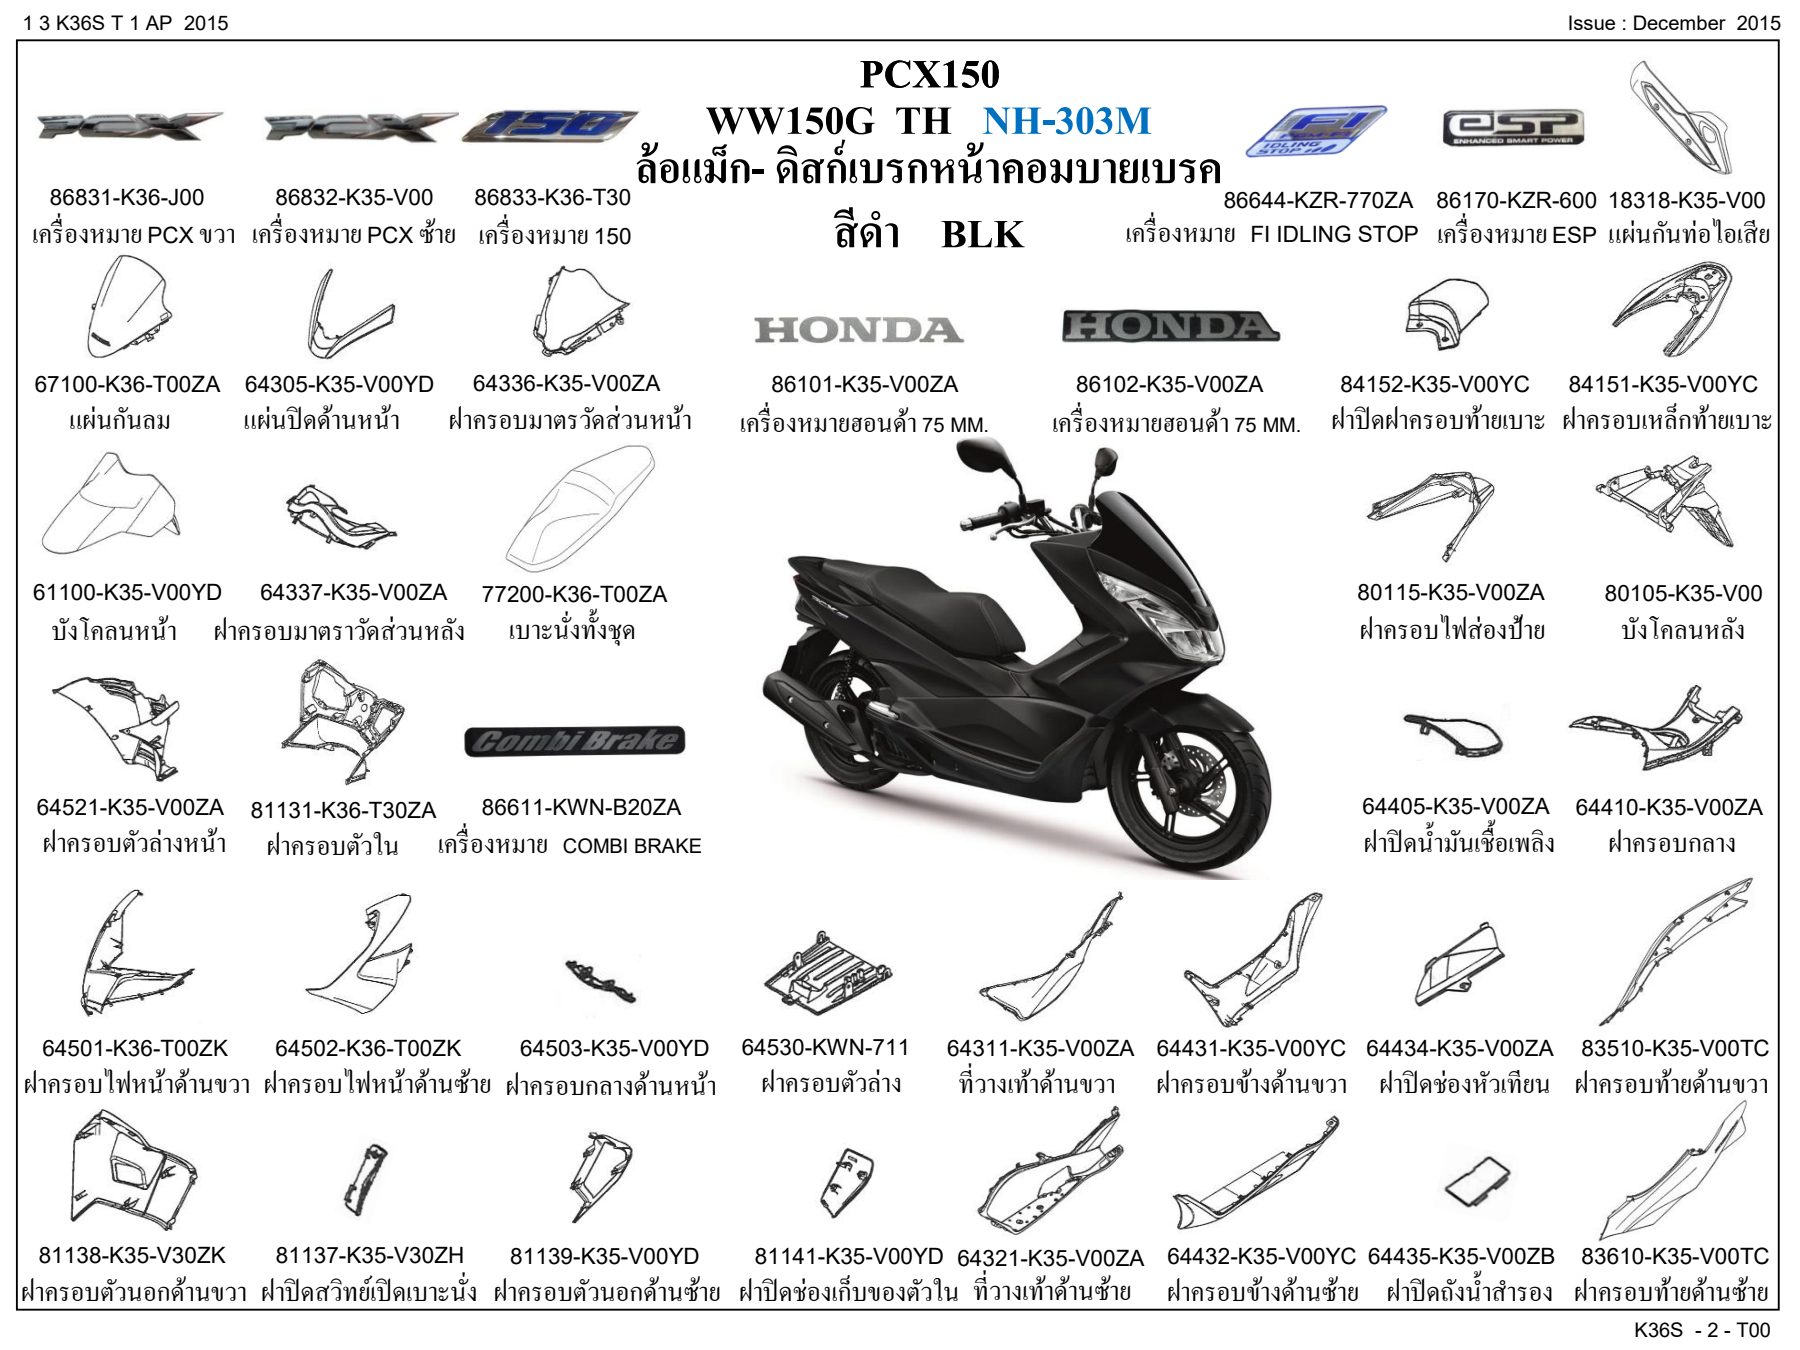 1 3 K36S T 1 AP 2015
Issue : December 2015
PCX150
WW150G TH NH-303M
ล้อแม็ก- ดิสก์เบรกหน้าคอมบายเบรค
สีดำ BLK
PCX
PCX
150
FI
PGM-FI
IDLING
STOP
eSP
ENHANCED SMART POWER
86831-K36-J00
เครื่องหมาย PCX ขวา
86832-K35-V00
เครื่องหมาย PCX ซ้าย
86833-K36-T30
เครื่องหมาย 150
86644-KZR-770ZA
เครื่องหมาย FI IDLING STOP
86170-KZR-600
เครื่องหมาย ESP
18318-K35-V00
แผ่นกันท่อไอเสีย
HONDA
HONDA
67100-K36-T00ZA
แผ่นกันลม
64305-K35-V00YD
แผ่นปิดด้านหน้า
64336-K35-V00ZA
ฝาครอบมาตรวัดส่วนหน้า
86101-K35-V00ZA
เครื่องหมายฮอนด้า 75 MM.
86102-K35-V00ZA
เครื่องหมายฮอนด้า 75 MM.
84152-K35-V00YC
ฝาปิดฝาครอบท้ายเบาะ
84151-K35-V00YC
ฝาครอบเหล็กท้ายเบาะ
61100-K35-V00YD
บังโคลนหน้า
64337-K35-V00ZA
ฝาครอบมาตราวัดส่วนหลัง
77200-K36-T00ZA
เบาะนั่งทั้งชุด
80115-K35-V00ZA
ฝาครอบไฟส่องป้าย
80105-K35-V00
บังโคลนหลัง
Combi Brake
64521-K35-V00ZA
ฝาครอบตัวล่างหน้า
81131-K36-T30ZA
ฝาครอบตัวใน
86611-KWN-B20ZA
เครื่องหมาย COMBI BRAKE
64405-K35-V00ZA
ฝาปิดน้ำมันเชื้อเพลิง
64410-K35-V00ZA
ฝาครอบกลาง
64501-K36-T00ZK
ฝาครอบไฟหน้าด้านขวา
64502-K36-T00ZK
ฝาครอบไฟหน้าด้านซ้าย
64503-K35-V00YD
ฝาครอบกลางด้านหน้า
64530-KWN-711
ฝาครอบตัวล่าง
64311-K35-V00ZA
ที่วางเท้าด้านขวา
64431-K35-V00YC
ฝาครอบข้างด้านขวา
64434-K35-V00ZA
ฝาปิดช่องหัวเทียน
83510-K35-V00TC
ฝาครอบท้ายด้านขวา
81138-K35-V30ZK
ฝาครอบตัวนอกด้านขวา
81137-K35-V30ZH
ฝาปิดสวิทย์เปิดเบาะนั่ง
81139-K35-V00YD
ฝาครอบตัวนอกด้านซ้าย
81141-K35-V00YD
ฝาปิดช่องเก็บของตัวใน
64321-K35-V00ZA
ที่วางเท้าด้านซ้าย
64432-K35-V00YC
ฝาครอบข้างด้านซ้าย
64435-K35-V00ZB
ฝาปิดถังน้ำสำรอง
83610-K35-V00TC
ฝาครอบท้ายด้านซ้าย
K36S - 2 - T00